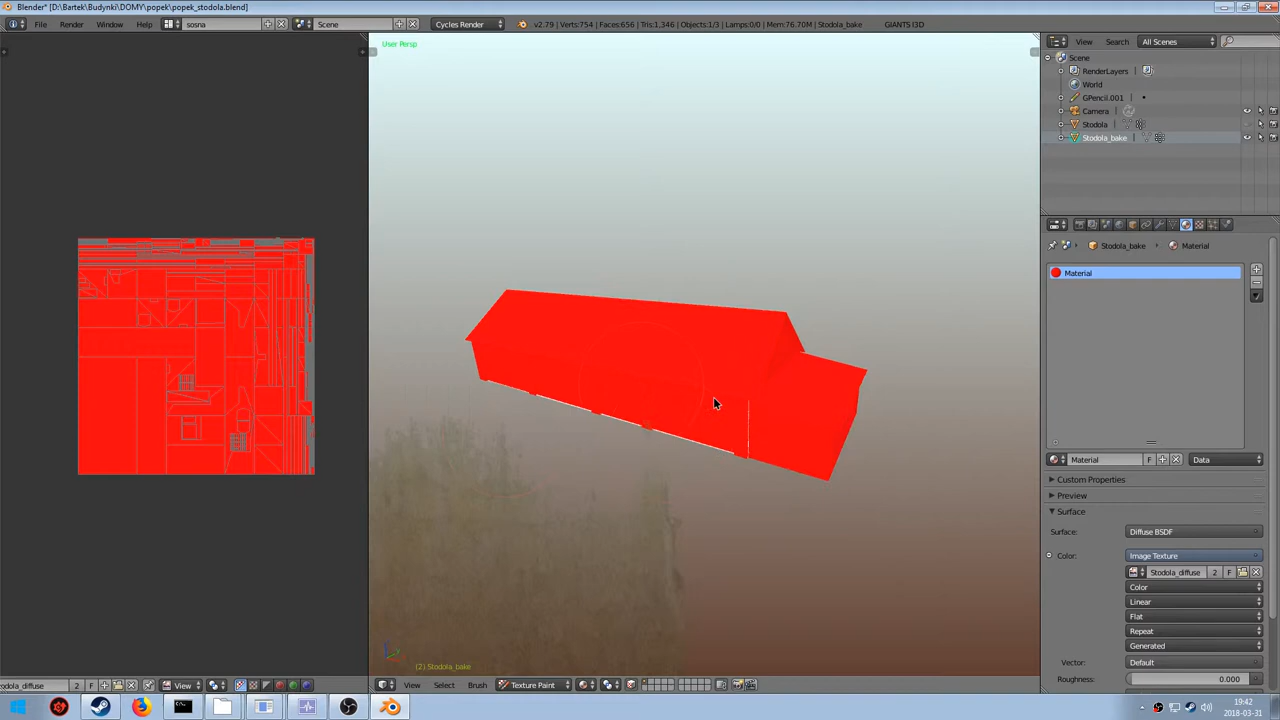 Blender* [D:\Bartek\Budynki\DOMY\popek\popek_stodola.blend]
File Render Window Help sosna Scene Cycles Render v2.79 | Verts:754 | Faces:656 | Tris:1,346 | Objects:1/3 | Lamps:0/0 | Mem:76.70M | Stodola_bake GIANTS I3D
View Search All Scenes
User Persp
Scene
RenderLayers
World
GPencil.001
Camera
Stodola
Stodola_bake
Stodola_bake Material
Material
Material F Data
Custom Properties
Preview
Surface
Surface: Diffuse BSDF
Color: Image Texture
Stodola_diffuse 2 F
Color
Linear
Flat
Repeat
Generated
Vector: Default
Roughness: 0.000
(2) Stodola_bake
odola_diffuse 2 F View
View Select Brush Texture Paint
19:42
2018-03-31